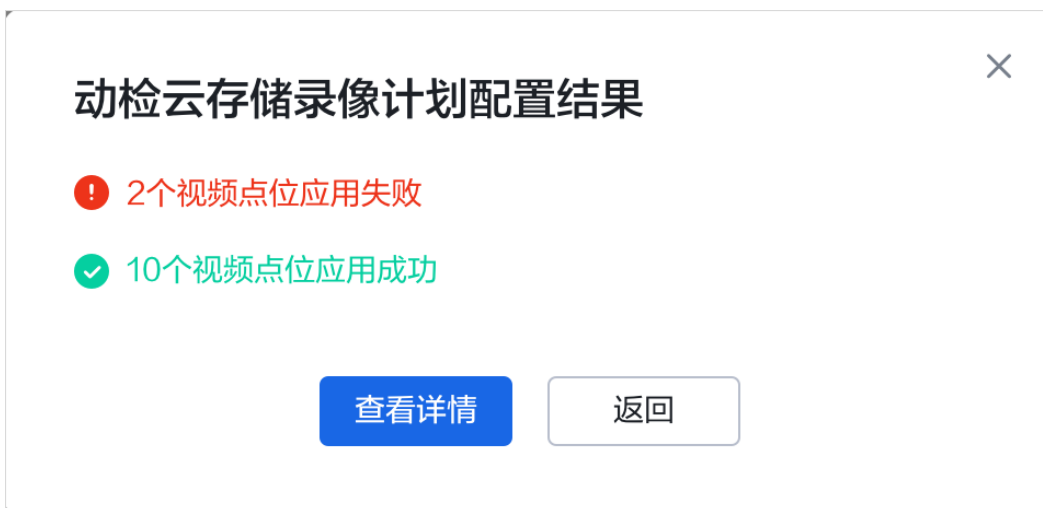 动检云存储录像计划配置结果
2个视频点位应用失败
10个视频点位应用成功
查看详情
返回